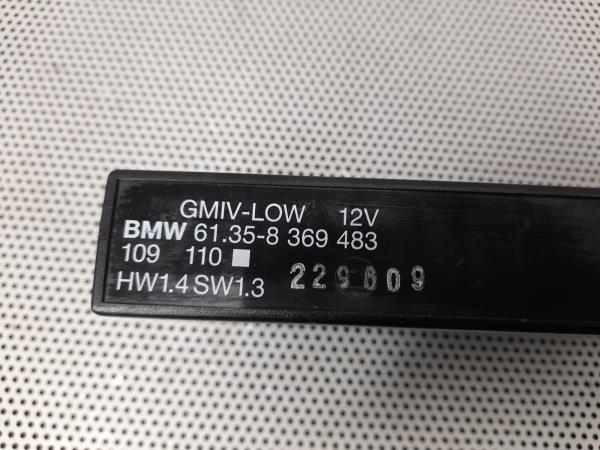 GMIV-LOW 12V
BMW 61.35-8 369 483
109 110
HW1.4 SW1.3 229609